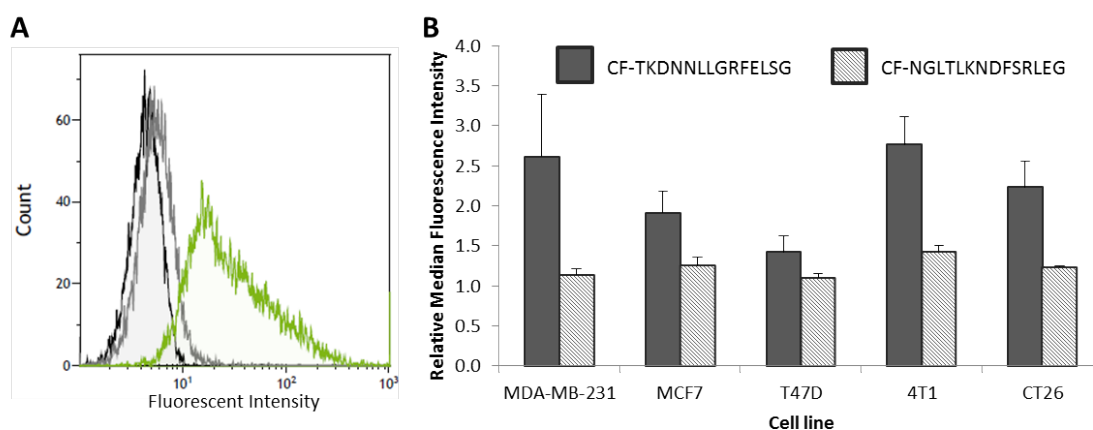 A
Count
60
40
20
0
10¹
10²
10³
Fluorescent Intensity
B
Relative Median Fluorescence Intensity
4.0
3.5
3.0
2.5
2.0
1.5
1.0
0.5
0.0
CF-TKDNNLLGRFELSG
CF-NGLTLKNDFSRLEG
MDA-MB-231
MCF7
T47D
4T1
CT26
Cell line